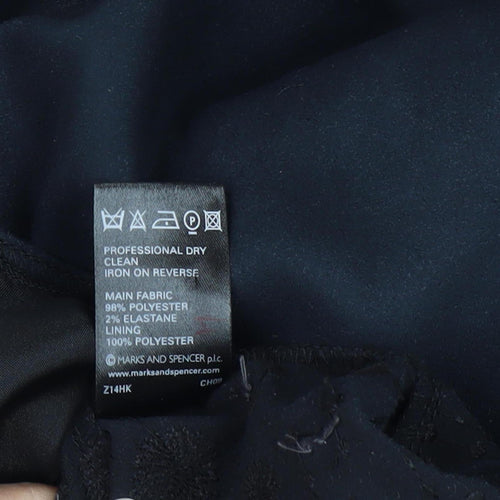 P
PROFESSIONAL DRY
CLEAN
IRON ON REVERSE
MAIN FABRIC
98% POLYESTER
2% ELASTANE
LINING
100% POLYESTER
© MARKS AND SPENCER p.l.c.
www.marksandspencer.com
Z14HK